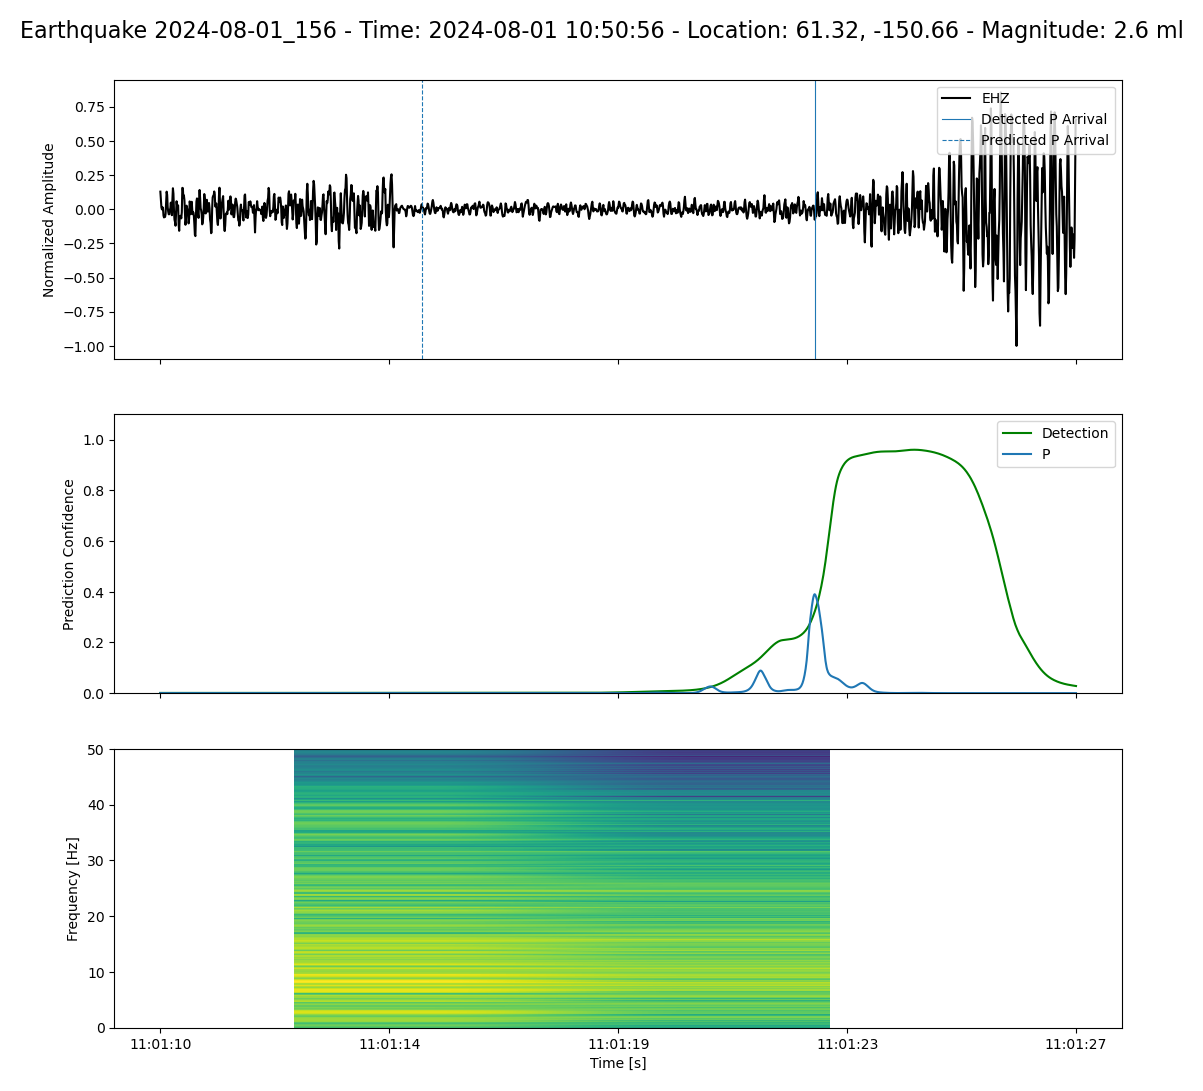 Earthquake 2024-08-01_156 - Time: 2024-08-01 10:50:56 - Location: 61.32, -150.66 - Magnitude: 2.6 ml
Normalized Amplitude
0.75
0.50
0.25
0.00
−0.25
−0.50
−0.75
−1.00
EHZ
Detected P Arrival
Predicted P Arrival
Prediction Confidence
1.0
0.8
0.6
0.4
0.2
0.0
Detection
P
Frequency [Hz]
50
40
30
20
10
0
11:01:10
11:01:14
11:01:19
11:01:23
11:01:27
Time [s]